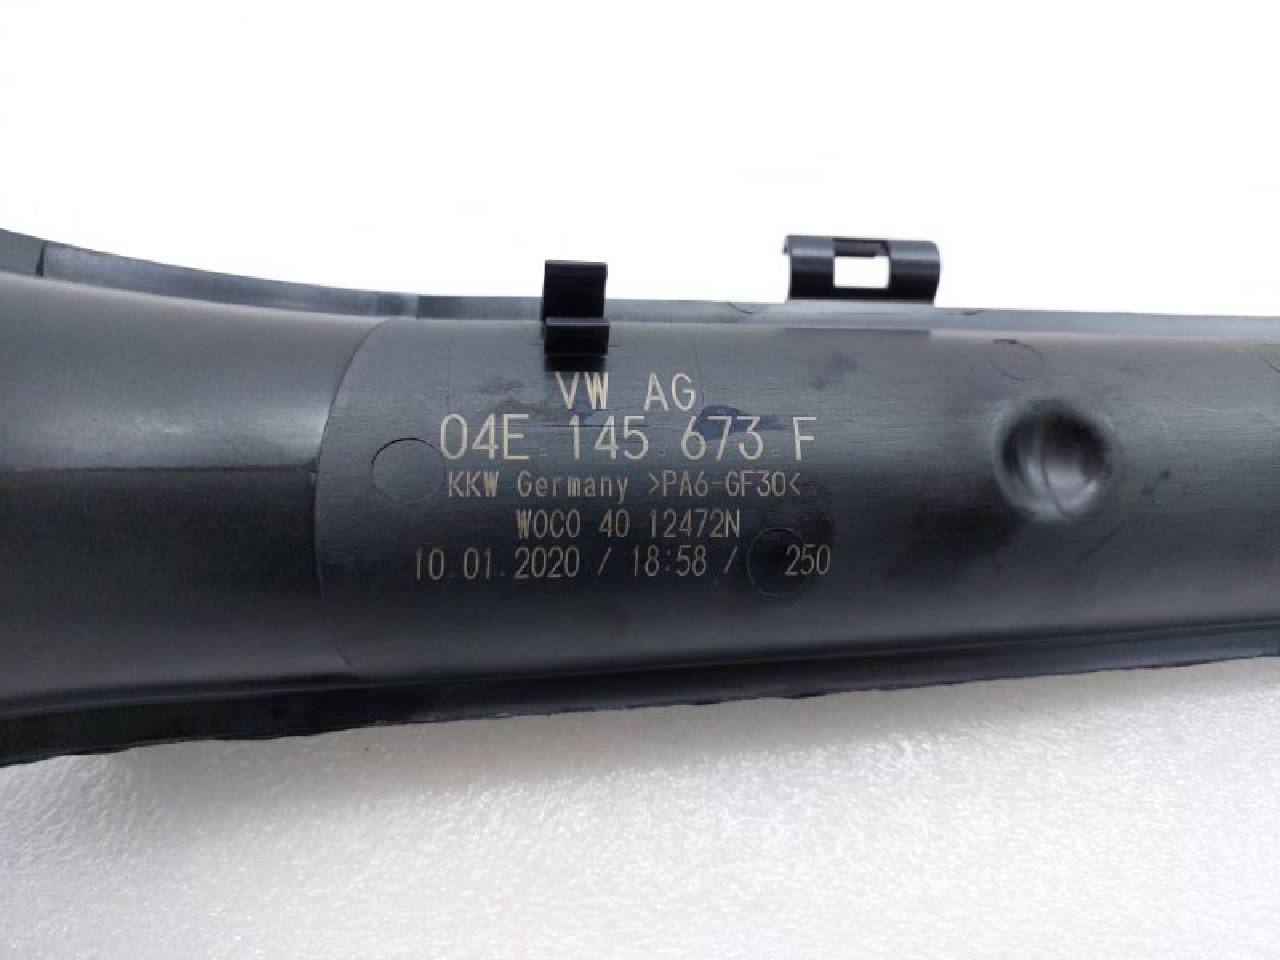 VW AG
04E 145 673 F
KKW Germany >PA6-GF30<
WOCO 40 12472N
10.01.2020 / 18:58 / 250